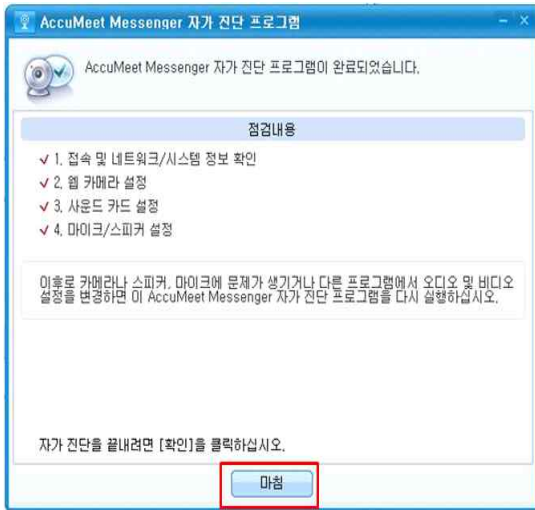 AccuMeet Messenger 자가 진단 프로그램
AccuMeet Messenger 자가 진단 프로그램이 완료되었습니다.
점검내용
1. 접속 및 네트워크/시스템 정보 확인
2. 웹 카메라 설정
3. 사운드 카드 설정
4. 마이크/스피커 설정
이후로 카메라나 스피커, 마이크에 문제가 생기거나 다른 프로그램에서 오디오 및 비디오
설정을 변경하면 이 AccuMeet Messenger 자가 진단 프로그램을 다시 실행하십시오.
자가 진단을 끝내려면 [확인]을 클릭하십시오.
마침